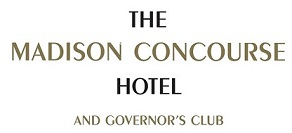 THE
MADISON CONCOURSE
HOTEL
AND GOVERNOR'S CLUB